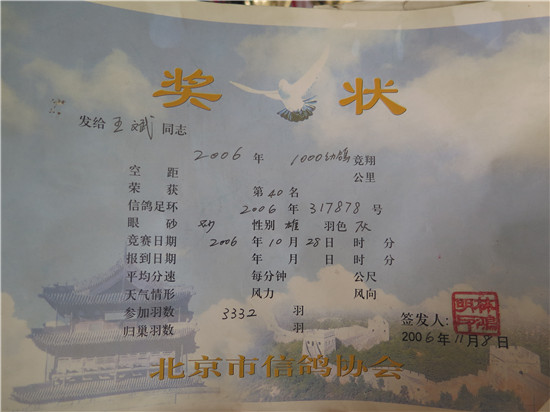 奖 状
发给 王斌 同志
2006 年 1000幼鸽 竞翔
空 距 公里
荣 获 第 40 名
信鸽足环 2006 年 317878 号
眼 砂 砂 性别 雄 羽色 灰
竞赛日期 2006 年 10 月 28 日 时 分
报到日期 年 月 日 时 分
平均分速 每分钟 公尺
天气情形 风力 风向
参加羽数 3332 羽
归巢羽数 羽
签发人:
2006 年 11 月 8 日
北京市信鸽协会